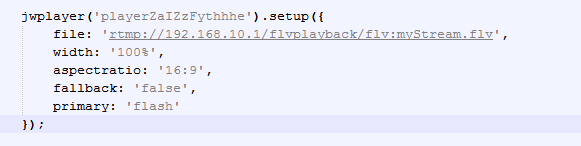 jwplayer('playerZaIZzFythhhe').setup({
file: 'rtmp://192.168.10.1/flvplayback/flv:myStream.flv',
width: '100%',
aspectratio: '16:9',
fallback: 'false',
primary: 'flash'
});